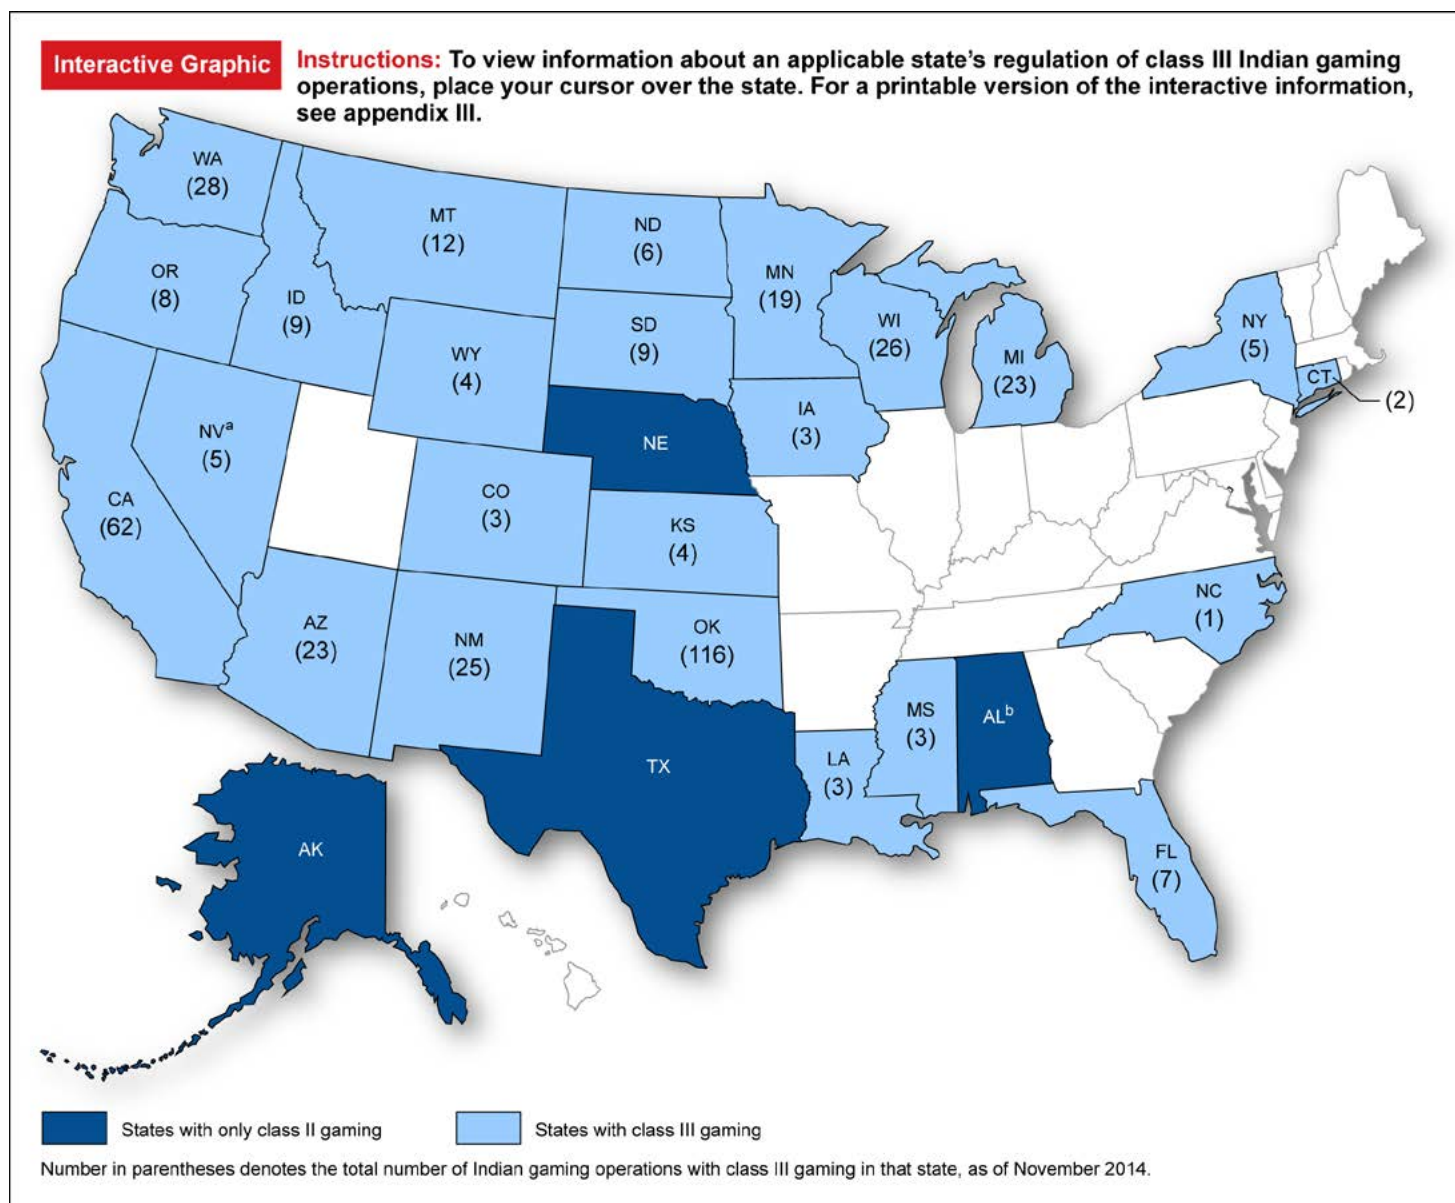 Interactive Graphic
Instructions: To view information about an applicable state's regulation of class III Indian gaming
operations, place your cursor over the state. For a printable version of the interactive information,
see appendix III.
WA
(28)
MT
(12)
ND
(6)
MN
(19)
OR
(8)
ID
(9)
SD
(9)
WI
(26)
NY
(5)
WY
(4)
MI
(23)
CT
(2)
IA
(3)
NVᵃ
(5)
NE
CA
(62)
CO
(3)
KS
(4)
NC
(1)
AZ
(23)
NM
(25)
OK
(116)
MS
(3)
ALᵇ
LA
(3)
TX
AK
FL
(7)
States with only class II gaming
States with class III gaming
Number in parentheses denotes the total number of Indian gaming operations with class III gaming in that state, as of November 2014.